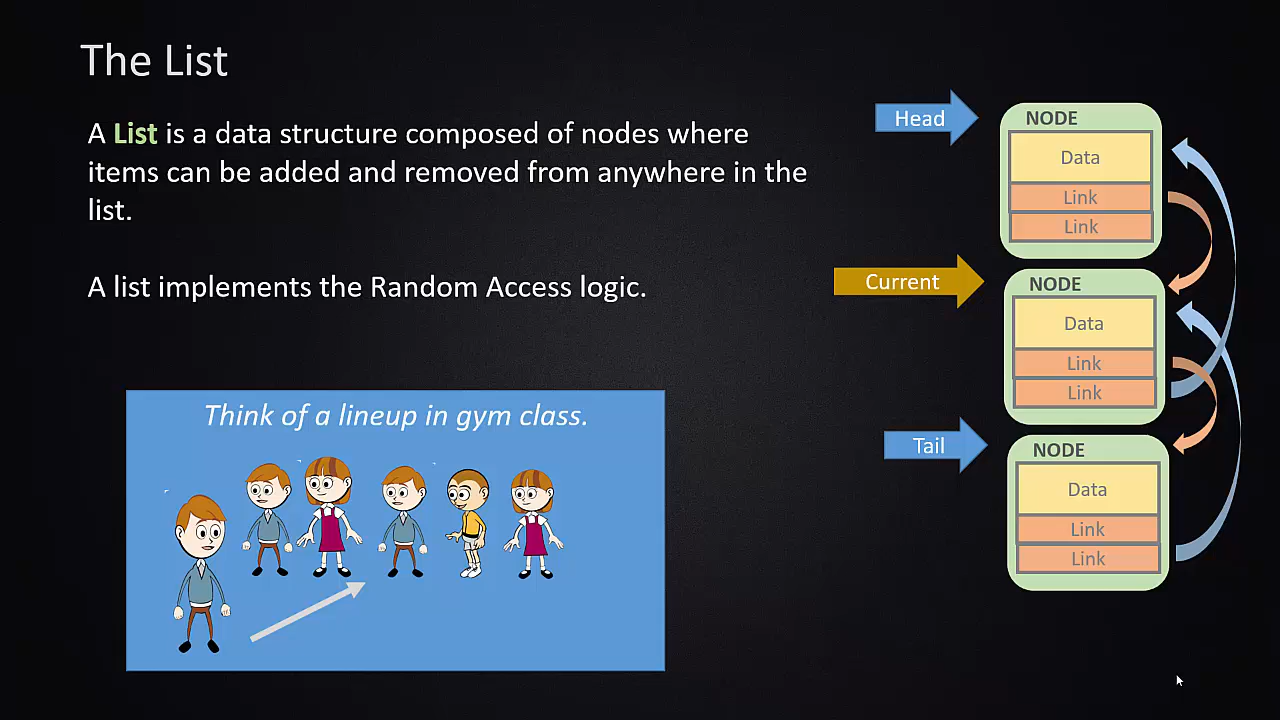 The List
A List is a data structure composed of nodes where
items can be added and removed from anywhere in the
list.
A list implements the Random Access logic.
Think of a lineup in gym class.
Head
NODE
Data
Link
Link
Current
NODE
Data
Link
Link
Tail
NODE
Data
Link
Link